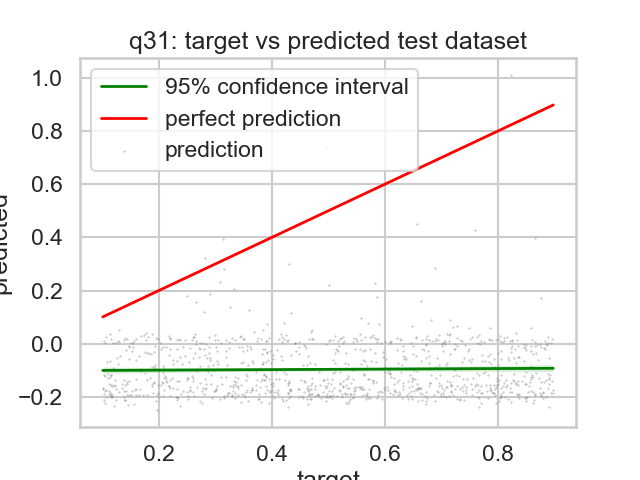 q31: target vs predicted test dataset
1.0
0.8
0.6
0.4
0.2
0.0
−0.2
predicted
95% confidence interval
perfect prediction
prediction
0.2 0.4 0.6 0.8
target